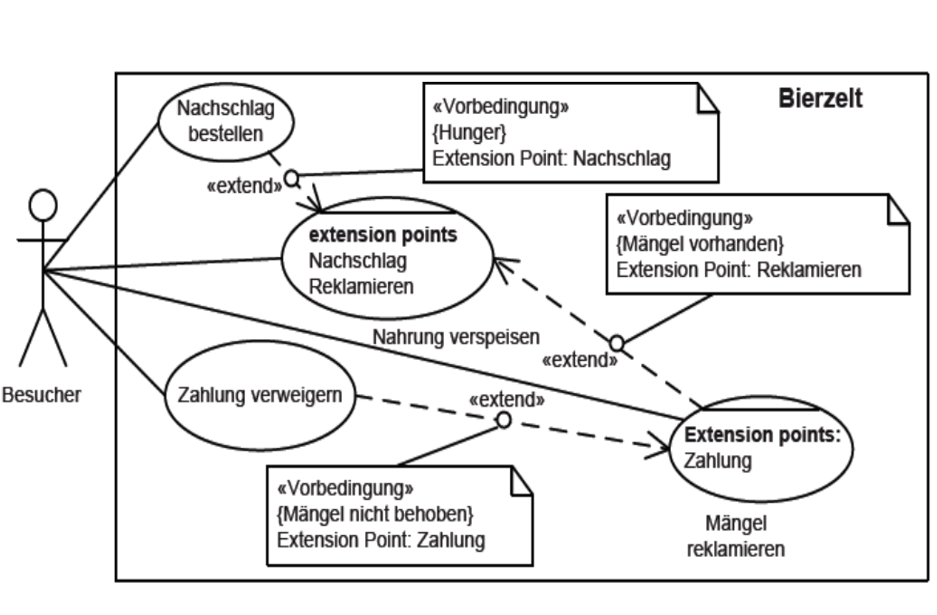 Bierzelt
Nachschlag
bestellen
«Vorbedingung»
{Hunger}
Extension Point: Nachschlag
«extend»
«Vorbedingung»
{Mängel vorhanden}
Extension Point: Reklamieren
extension points
Nachschlag
Reklamieren
Nahrung verspeisen
«extend»
Besucher
Zahlung verweigern
«extend»
Extension points:
Zahlung
«Vorbedingung»
{Mängel nicht behoben}
Extension Point: Zahlung
Mängel
reklamieren